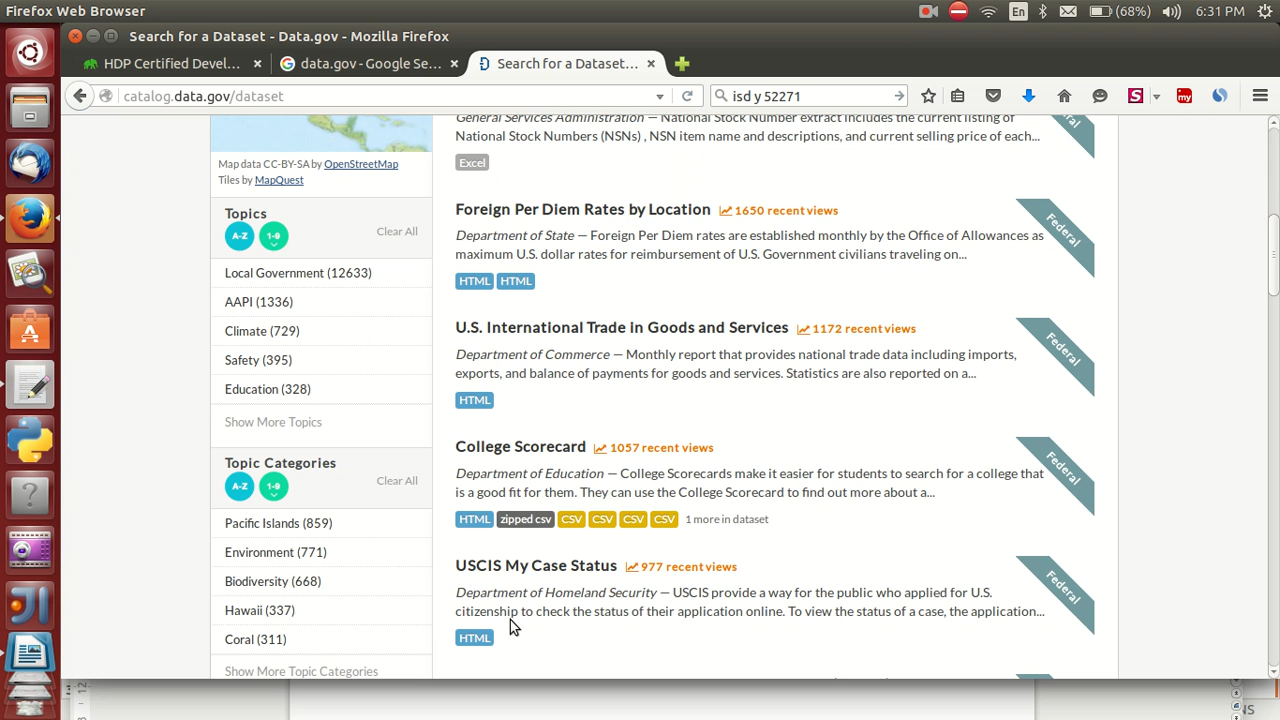 Firefox Web Browser
En
(68%)
6:31 PM
Search for a Dataset - Data.gov - Mozilla Firefox
HDP Certified Devel...
data.gov - Google Se...
Search for a Dataset...
catalog.data.gov/dataset
isd y 52271
S
my
Map data CC-BY-SA by OpenStreetMap
Tiles by MapQuest
Topics
A-Z
1-9
Clear All
Local Government (12633)
AAPI (1336)
Climate (729)
Safety (395)
Education (328)
Show More Topics
Topic Categories
A-Z
1-9
Clear All
Pacific Islands (859)
Environment (771)
Biodiversity (668)
Hawaii (337)
Coral (311)
Show More Topic Categories
General Services Administration — National Stock Number extract includes the current listing of
National Stock Numbers (NSNs) , NSN item name and descriptions, and current selling price of each...
Excel
Foreign Per Diem Rates by Location 1650 recent views
Federal
Department of State — Foreign Per Diem rates are established monthly by the Office of Allowances as
maximum U.S. dollar rates for reimbursement of U.S. Government civilians traveling on...
HTML HTML
U.S. International Trade in Goods and Services 1172 recent views
Federal
Department of Commerce — Monthly report that provides national trade data including imports,
exports, and balance of payments for goods and services. Statistics are also reported on a...
HTML
College Scorecard 1057 recent views
Federal
Department of Education — College Scorecards make it easier for students to search for a college that
is a good fit for them. They can use the College Scorecard to find out more about a...
HTML zipped csv CSV CSV CSV CSV 1 more in dataset
USCIS My Case Status 977 recent views
Federal
Department of Homeland Security — USCIS provide a way for the public who applied for U.S.
citizenship to check the status of their application online. To view the status of a case, the application...
HTML